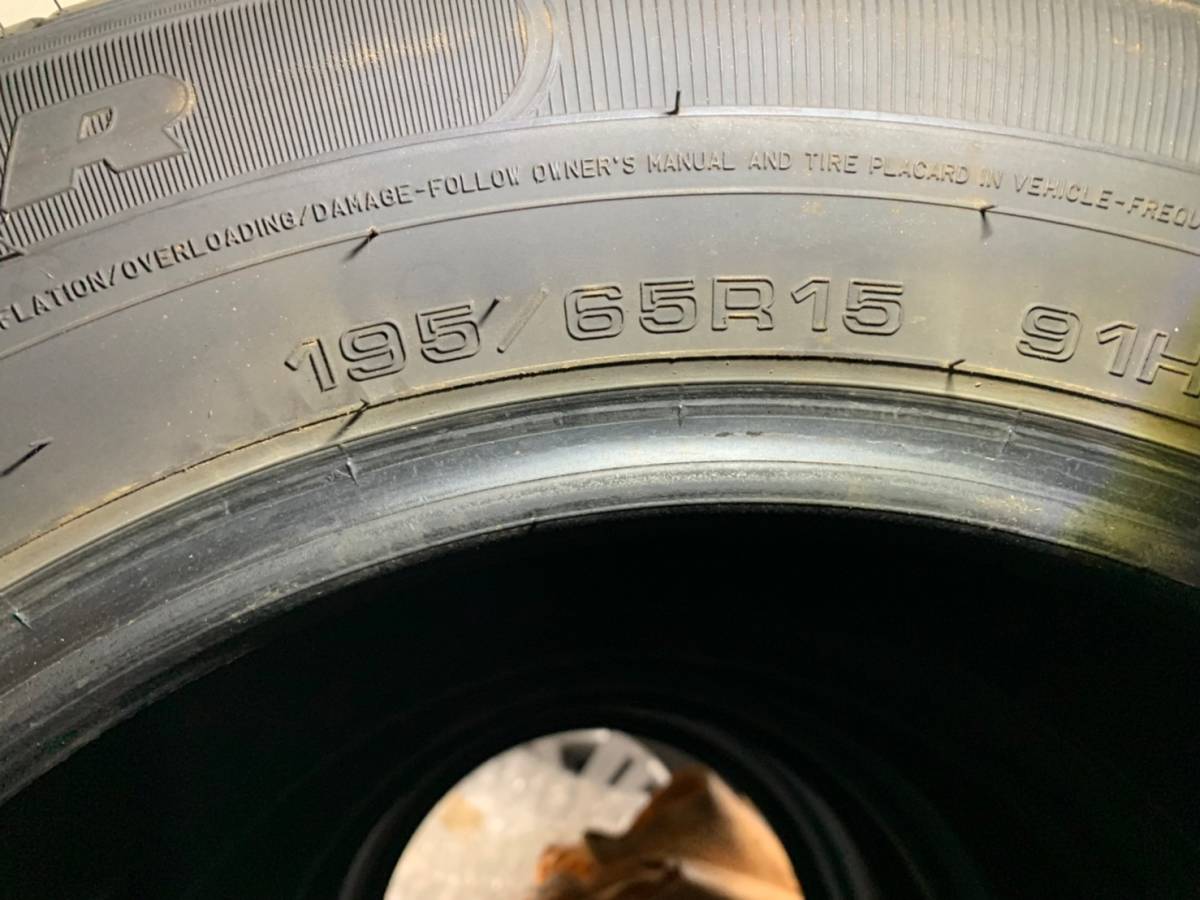 R
FLATION/OVERLOADING/DAMAGE-FOLLOW OWNER'S MANUAL AND TIRE PLACARD IN VEHICLE-FREQU
195/65R15 91H